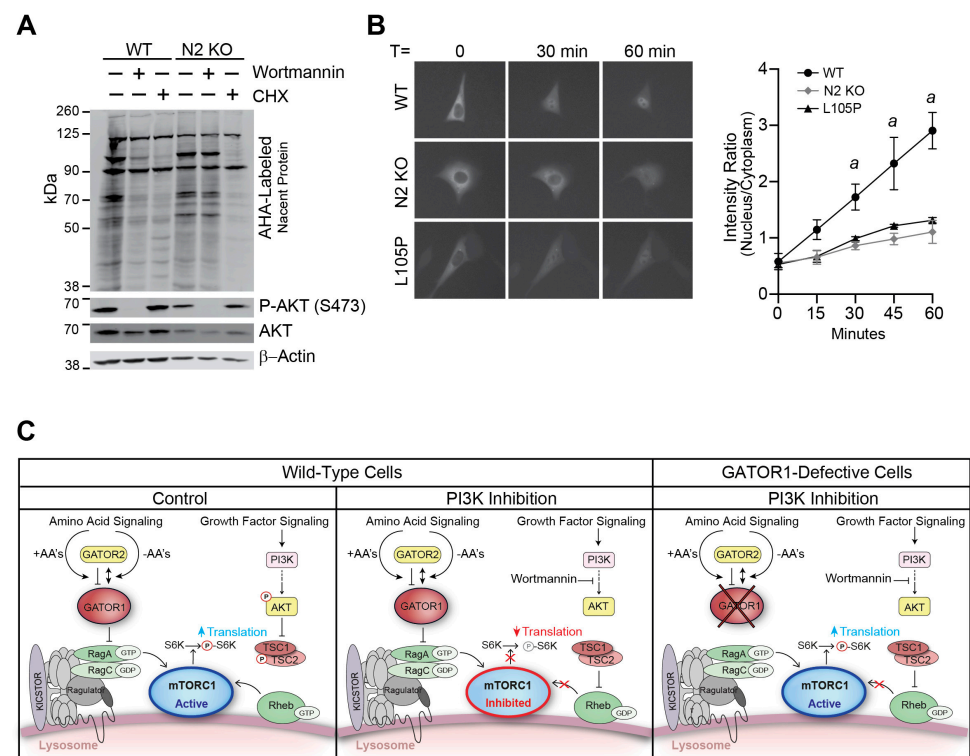 A
WT N2 KO
– + – – + – Wortmannin
– – + – – + CHX
260
125
90
70
50
38
kDa
AHA-Labeled
Nacent Protein
70
P-AKT (S473)
70
AKT
38
β–Actin
B
T= 0 30 min 60 min
WT
N2 KO
L105P
Intensity Ratio
(Nucleus/Cytoplasm)
4
3
2
1
0
WT
N2 KO
L105P
a
a
a
0 15 30 45 60
Minutes
C
Wild-Type Cells
GATOR1-Defective Cells
Control
PI3K Inhibition
PI3K Inhibition
Amino Acid Signaling
Growth Factor Signaling
+AA's
GATOR2
-AA's
PI3K
GATOR1
P
AKT
Translation
S6K
P
-S6K
TSC1
P
TSC2
KICSTOR
RagA
GTP
RagC
GDP
Ragulator
mTORC1
Active
Rheb
GTP
Lysosome
Amino Acid Signaling
Growth Factor Signaling
+AA's
GATOR2
-AA's
PI3K
Wortmannin
GATOR1
AKT
Translation
S6K
P
-S6K
TSC1
TSC2
KICSTOR
RagA
GTP
RagC
GDP
Ragulator
mTORC1
Inhibited
Rheb
GDP
Lysosome
Amino Acid Signaling
Growth Factor Signaling
+AA's
GATOR2
-AA's
PI3K
Wortmannin
GATOR1
AKT
Translation
S6K
P
-S6K
TSC1
TSC2
KICSTOR
RagA
GTP
RagC
GDP
Ragulator
mTORC1
Active
Rheb
GDP
Lysosome